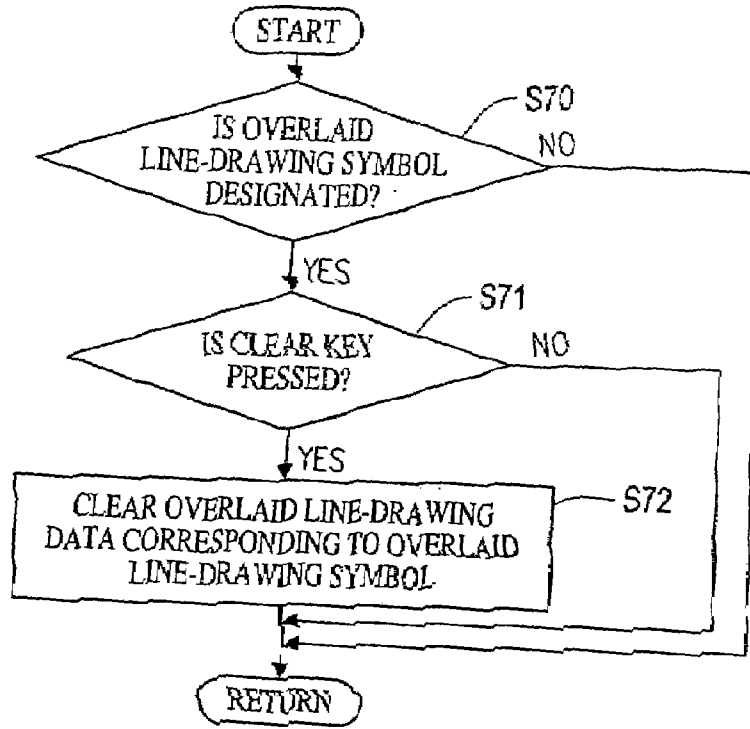 START
S70
IS OVERLAID
LINE-DRAWING SYMBOL
DESIGNATED?
NO
YES
S71
IS CLEAR KEY
PRESSED?
NO
YES
S72
CLEAR OVERLAID LINE-DRAWING
DATA CORRESPONDING TO OVERLAID
LINE-DRAWING SYMBOL
RETURN